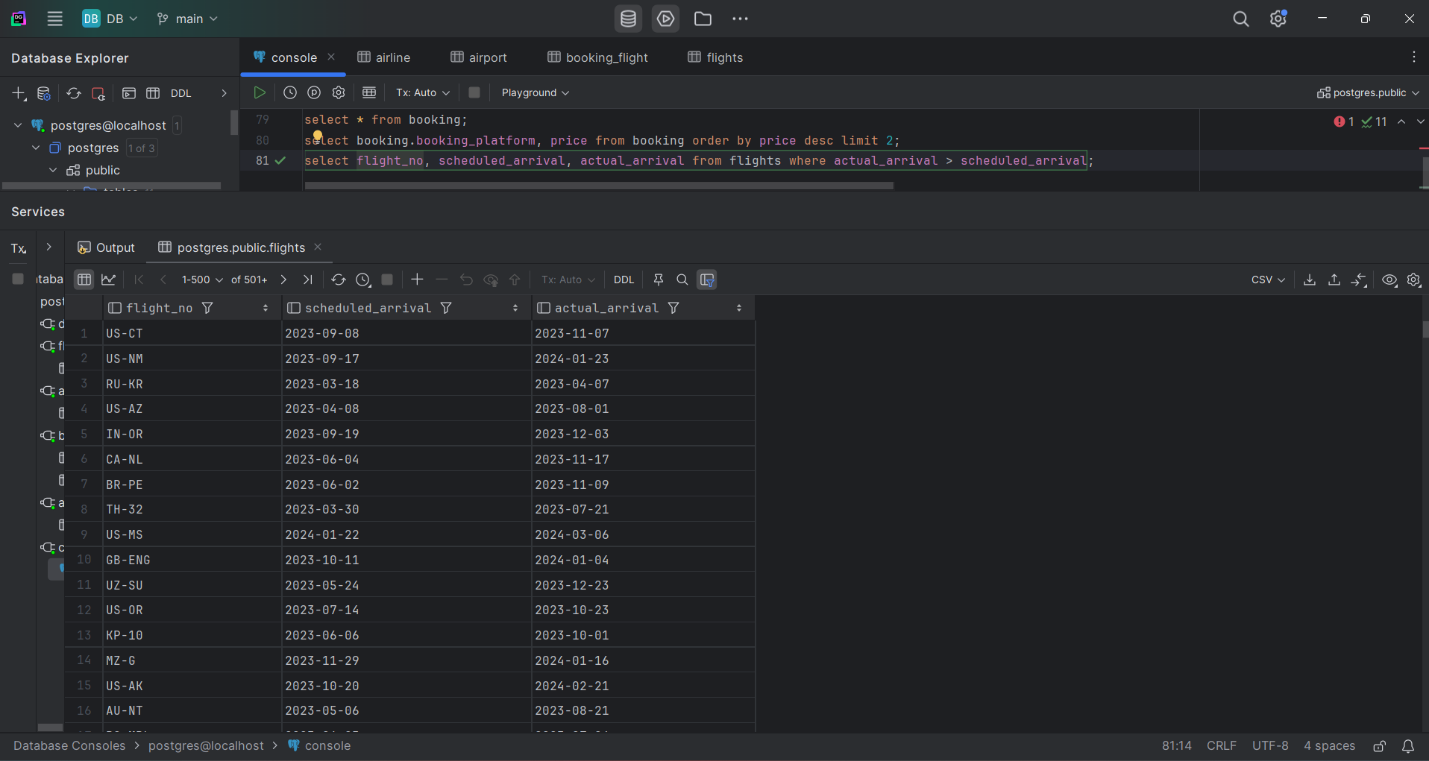 DB DB main
Database Explorer
console airline airport booking_flight flights
DDL Tx: Auto Playground postgres.public
postgres@localhost 1
postgres 1 of 3
public
79 select * from booking;
80 select booking.booking_platform, price from booking order by price desc limit 2;
81 select flight_no, scheduled_arrival, actual_arrival from flights where actual_arrival > scheduled_arrival;
1 11
Services
Tx Output postgres.public.flights
1-500 of 501+ Tx: Auto DDL CSV
flight_no scheduled_arrival actual_arrival
1 US-CT 2023-09-08 2023-11-07
2 US-NM 2023-09-17 2024-01-23
3 RU-KR 2023-03-18 2024-04-07
4 US-AZ 2023-04-08 2023-08-01
5 IN-OR 2023-09-19 2023-12-03
6 CA-NL 2023-06-04 2023-11-17
7 BR-PE 2023-06-02 2023-11-09
8 TH-32 2023-03-30 2023-07-21
9 US-MS 2024-01-22 2024-03-06
10 GB-ENG 2023-10-11 2024-01-04
11 UZ-SU 2023-05-24 2023-12-23
12 US-OR 2023-07-14 2023-10-23
13 KP-10 2023-06-06 2023-10-01
14 MZ-G 2023-11-29 2024-01-16
15 US-AK 2023-10-20 2024-02-21
16 AU-NT 2023-05-06 2023-08-21
Database Consoles > postgres@localhost > console
81:14 CRLF UTF-8 4 spaces